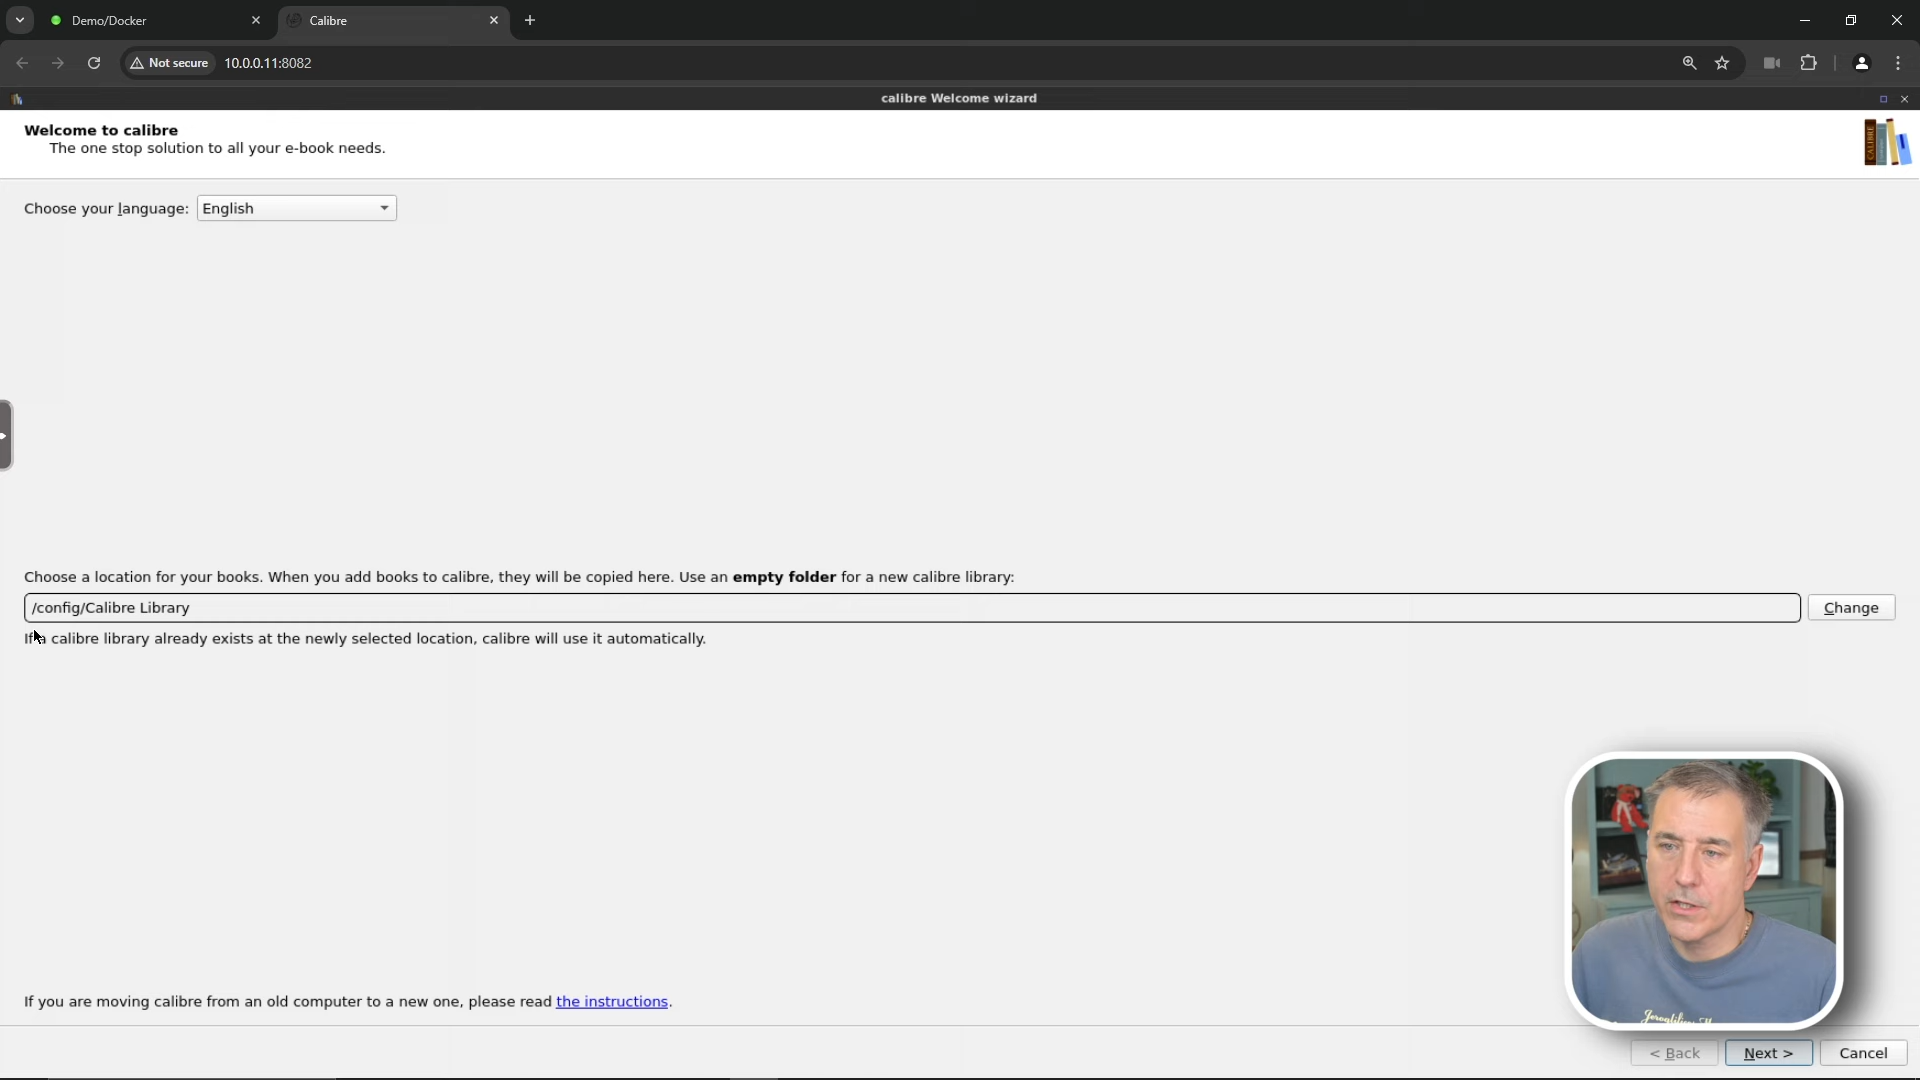 Demo/Docker
Calibre
Not secure
10.0.0.11:8082
calibre Welcome wizard
Welcome to calibre
The one stop solution to all your e-book needs.
CALIBRE
Choose your language:
English
Choose a location for your books. When you add books to calibre, they will be copied here. Use an empty folder for a new calibre library:
/config/Calibre Library
Change
If a calibre library already exists at the newly selected location, calibre will use it automatically.
If you are moving calibre from an old computer to a new one, please read the instructions.
< Back
Next >
Cancel